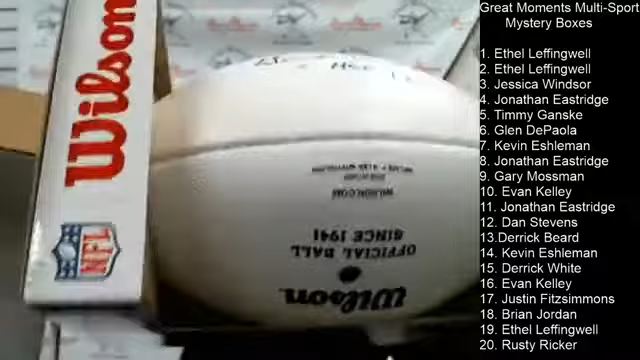 Great Moments Multi-Sport
Mystery Boxes
1. Ethel Leffingwell
2. Ethel Leffingwell
3. Jessica Windsor
4. Jonathan Eastridge
5. Timmy Ganske
6. Glen DePaola
7. Kevin Eshleman
8. Jonathan Eastridge
9. Gary Mossman
10. Evan Kelley
11. Jonathan Eastridge
12. Dan Stevens
13.Derrick Beard
14. Kevin Eshleman
15. Derrick White
16. Evan Kelley
17. Justin Fitzsimmons
18. Brian Jordan
19. Ethel Leffingwell
20. Rusty Ricker
Wilson
NFL
Wilson
OFFICIAL BALL
SINCE 1941
WILSON.COM